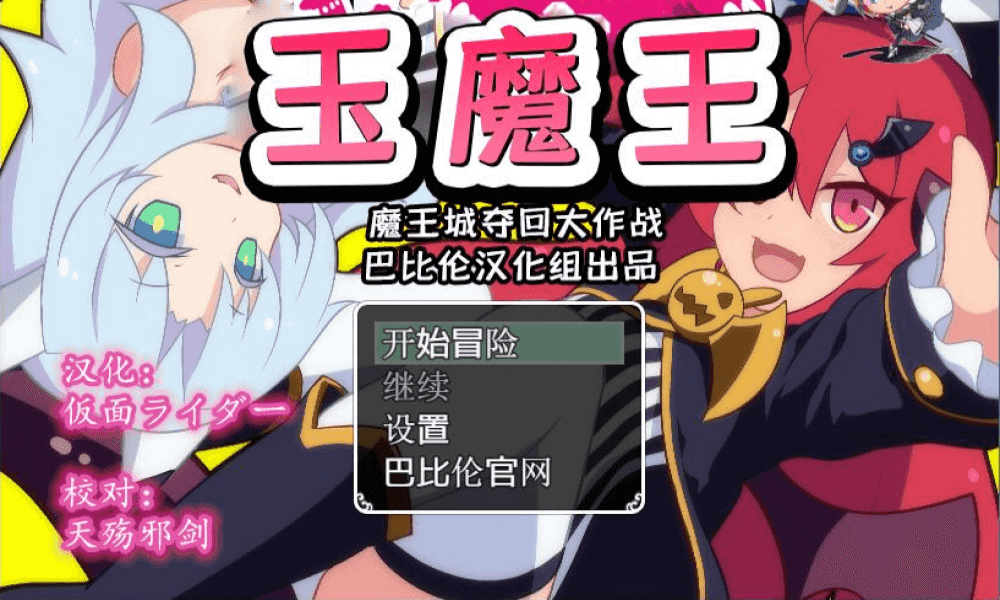 玉魔王
魔王城夺回大作战
巴比伦汉化组出品
开始冒险
继续
设置
巴比伦官网
汉化：
仮面ライダー
校对：
天殇邪剑